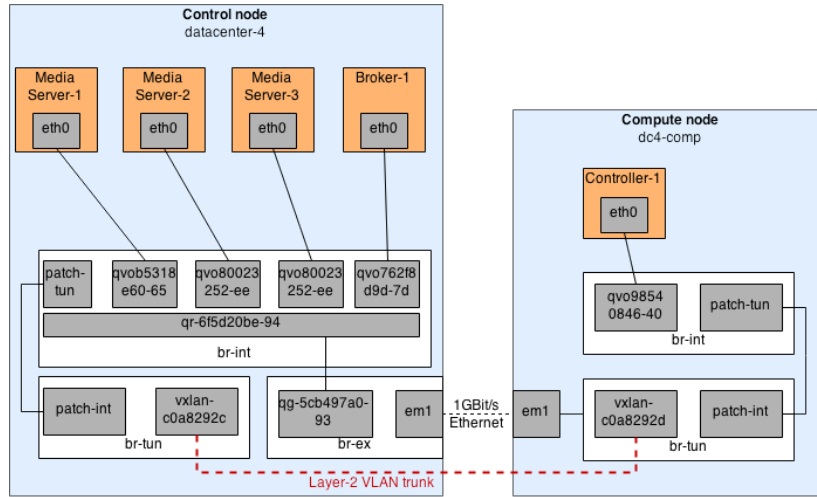 Control node
datacenter-4
Media
Server-1
eth0
Media
Server-2
eth0
Media
Server-3
eth0
Broker-1
eth0
patch-
tun
qvob5318
e60-65
qvo80023
252-ee
qvo80023
252-ee
qvo762f8
d9d-7d
qr-6f5d20be-94
br-int
patch-int
vxlan-
c0a8292c
br-tun
qg-5cb497a0-
93
em1
br-ex
1GBit/s
Ethernet
Layer-2 VLAN trunk
Compute node
dc4-comp
Controller-1
eth0
qvo9854
0846-40
patch-tun
br-int
em1
vxlan-
c0a8292d
patch-int
br-tun